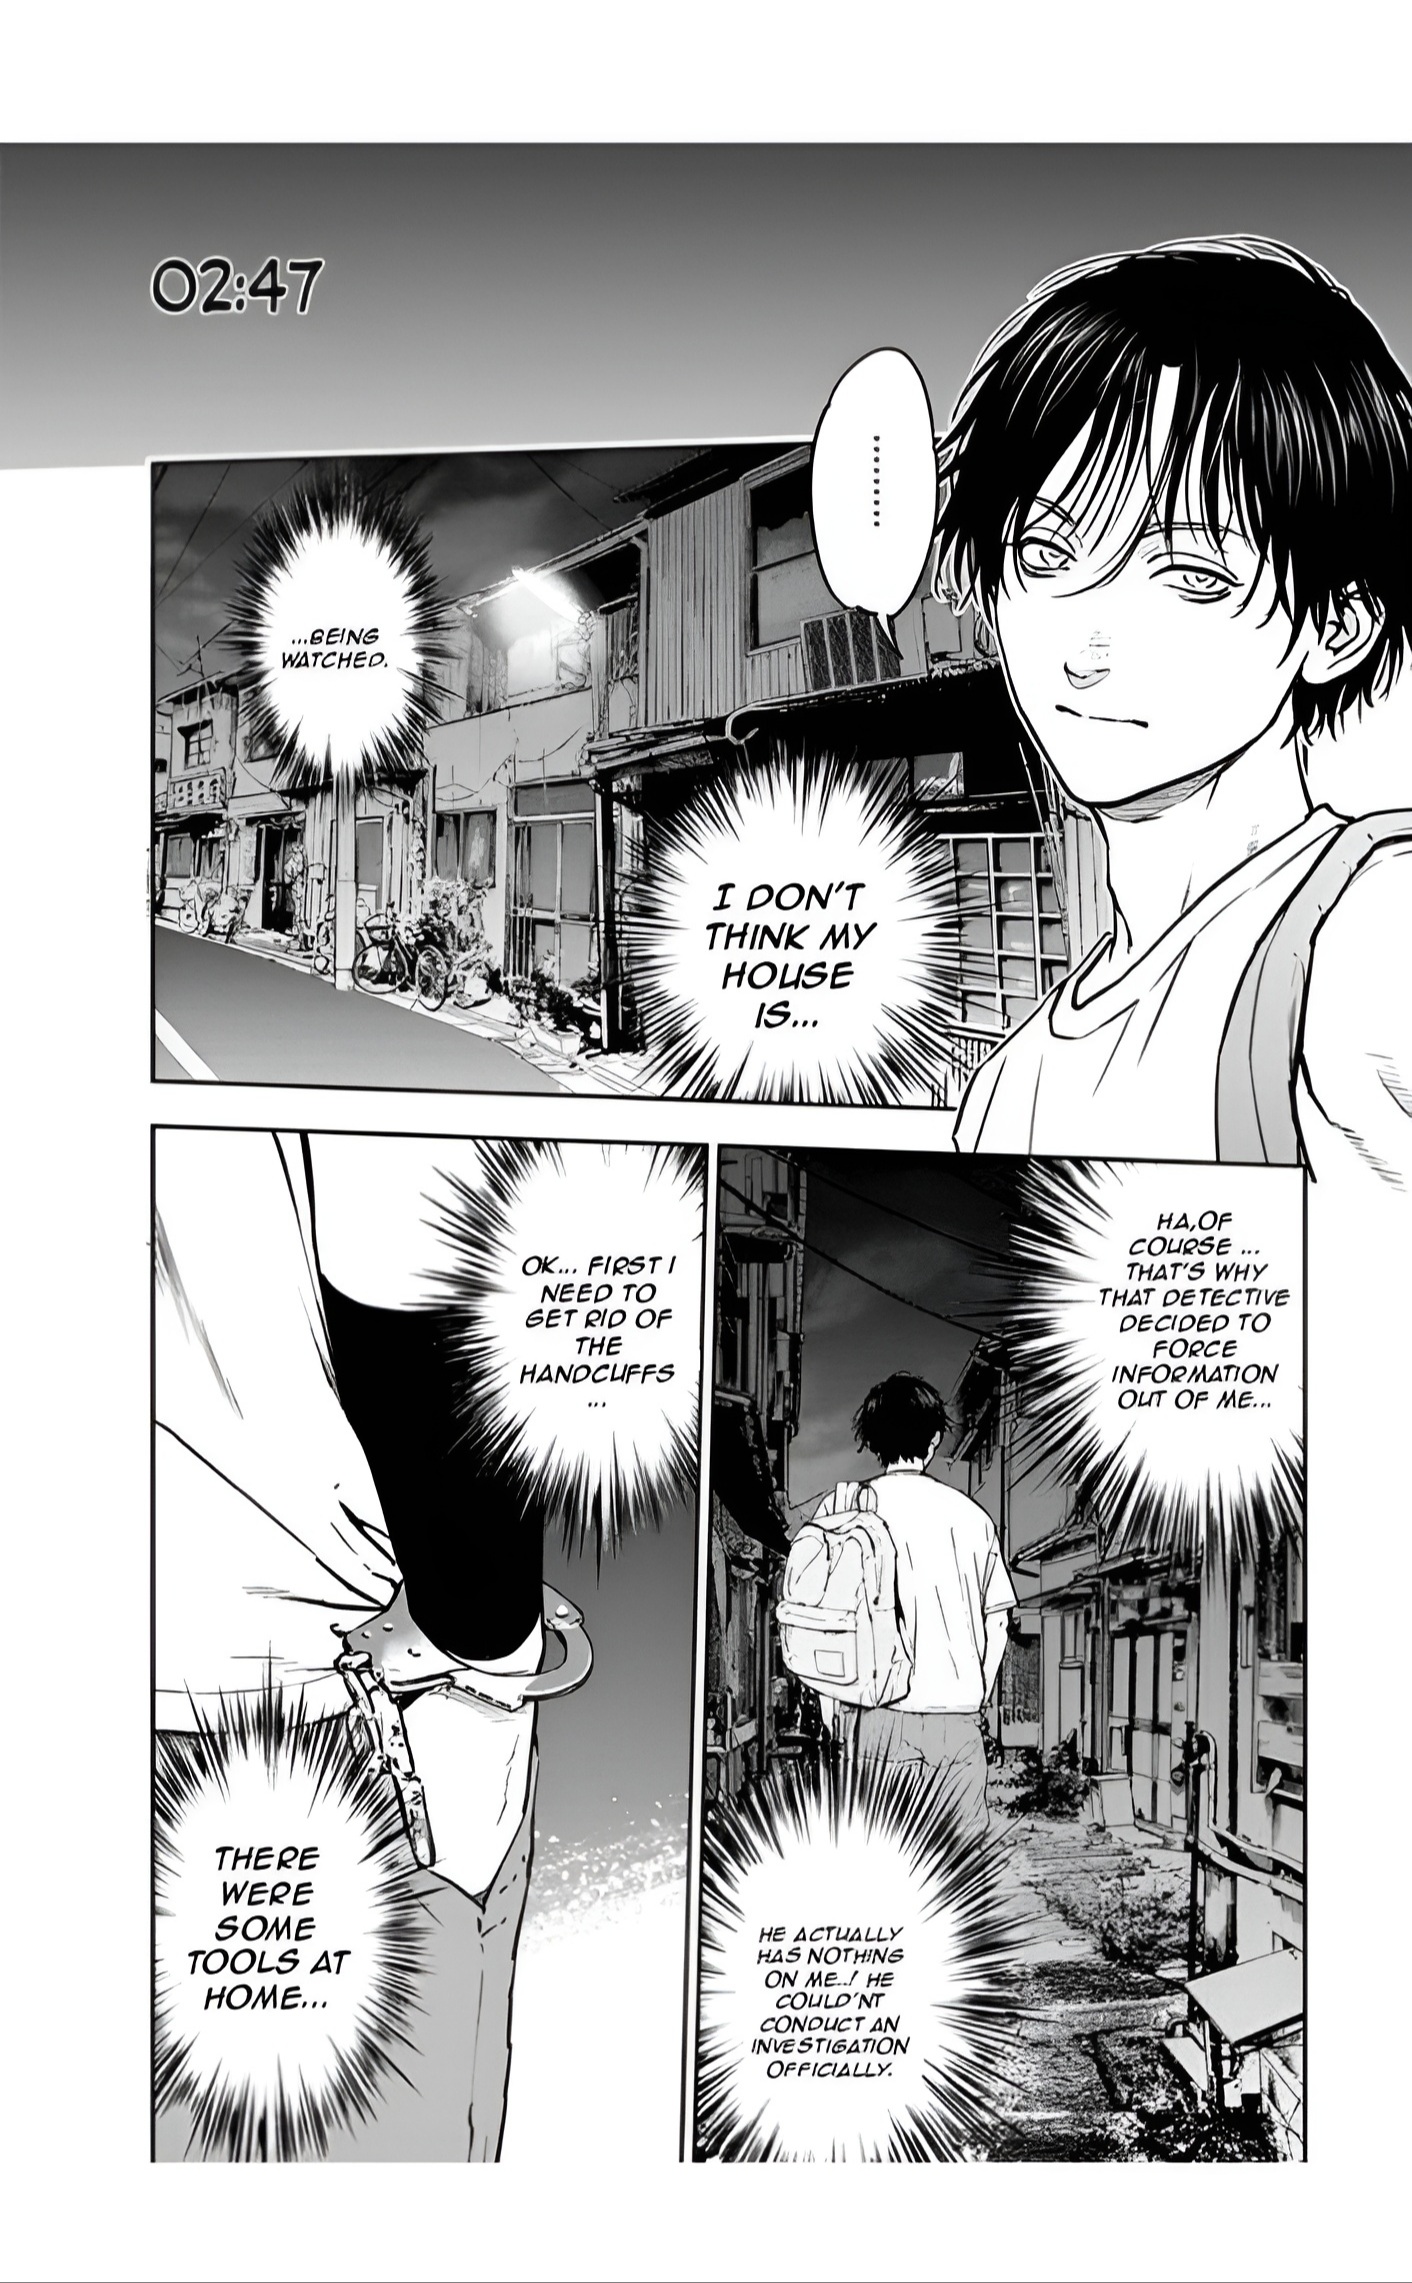 02:47
..........
I DON'T
THINK MY
HOUSE
IS...
...BEING
WATCHED.
HA,OF
COURSE ...
THAT'S WHY
THAT DETECTIVE
DECIDED TO
FORCE
INFORMATION
OUT OF ME...
HE ACTUALLY
HAS NOTHING
ON ME..! HE
COULD'NT
CONDUCT AN
INVESTIGATION
OFFICIALLY.
OK... FIRST I
NEED TO
GET RID OF
THE
HANDCUFFS
...
THERE
WERE
SOME
TOOLS AT
HOME...